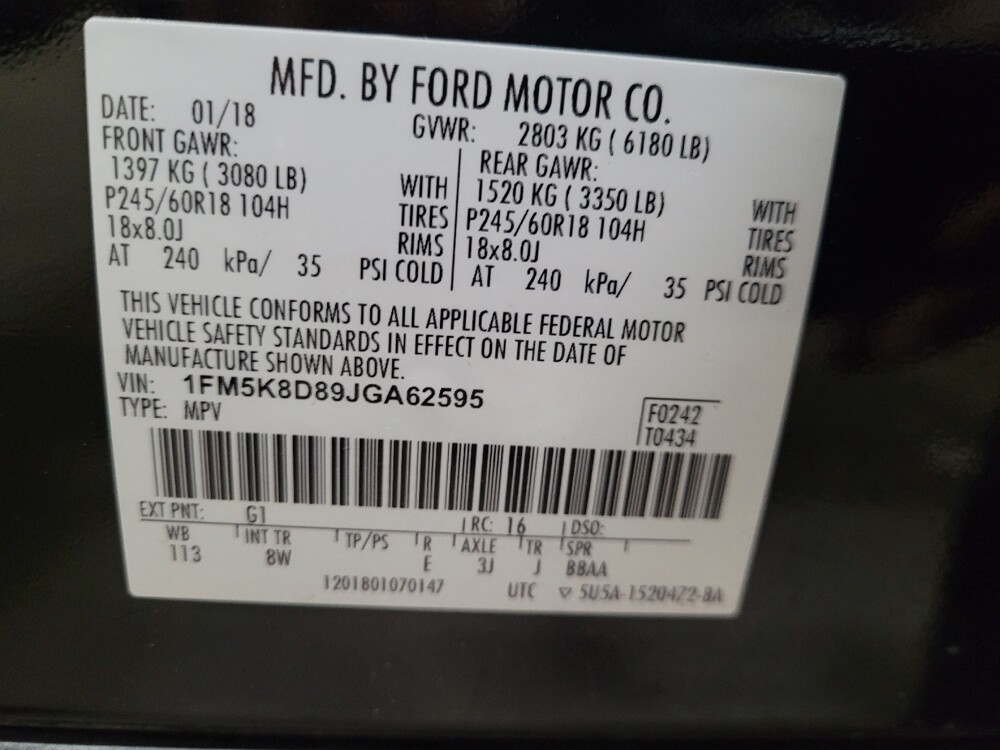 MFD. BY FORD MOTOR CO.
DATE: 01/18 GVWR: 2803 KG ( 6180 LB)
FRONT GAWR: REAR GAWR:
1397 KG ( 3080 LB) WITH 1520 KG ( 3350 LB) WITH
P245/60R18 104H TIRES P245/60R18 104H TIRES
18x8.0J RIMS 18x8.0J RIMS
AT 240 kPa/ 35 PSI COLD AT 240 kPa/ 35 PSI COLD
THIS VEHICLE CONFORMS TO ALL APPLICABLE FEDERAL MOTOR
VEHICLE SAFETY STANDARDS IN EFFECT ON THE DATE OF
MANUFACTURE SHOWN ABOVE.
VIN: 1FM5K8D89JGA62595
TYPE: MPV
F0242
T0434
EXT PNT: G1 RC: 16 DSO:
WB INT TR TP/PS R AXLE TR SPR
113 8W E 3J J BBAA
1201801070147 UTC ▽ 5U5A-1520472-BA